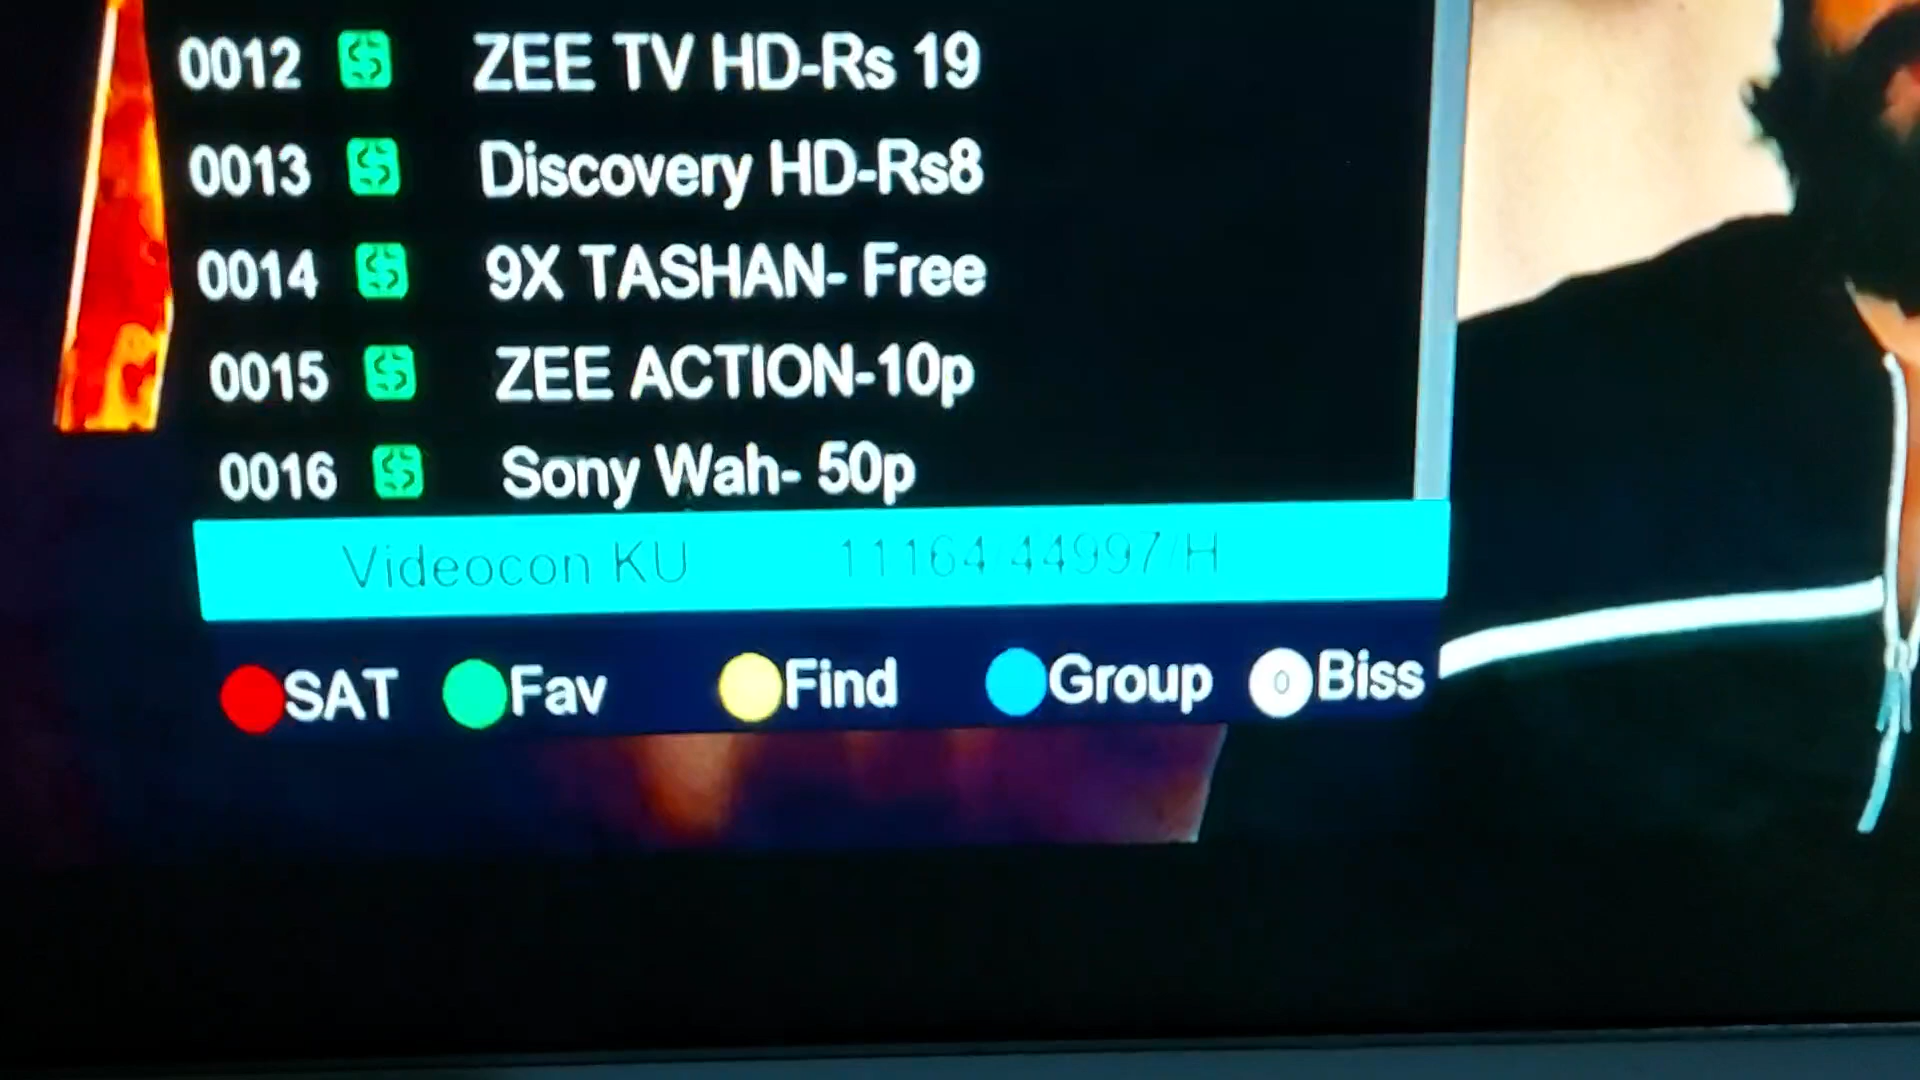 0012 $ ZEE TV HD-Rs 19
0013 $ Discovery HD-Rs8
0014 $ 9X TASHAN- Free
0015 $ ZEE ACTION-10p
0016 $ Sony Wah- 50p
Videocon KU 11164/44997/H
SAT Fav Find Group 0 Biss